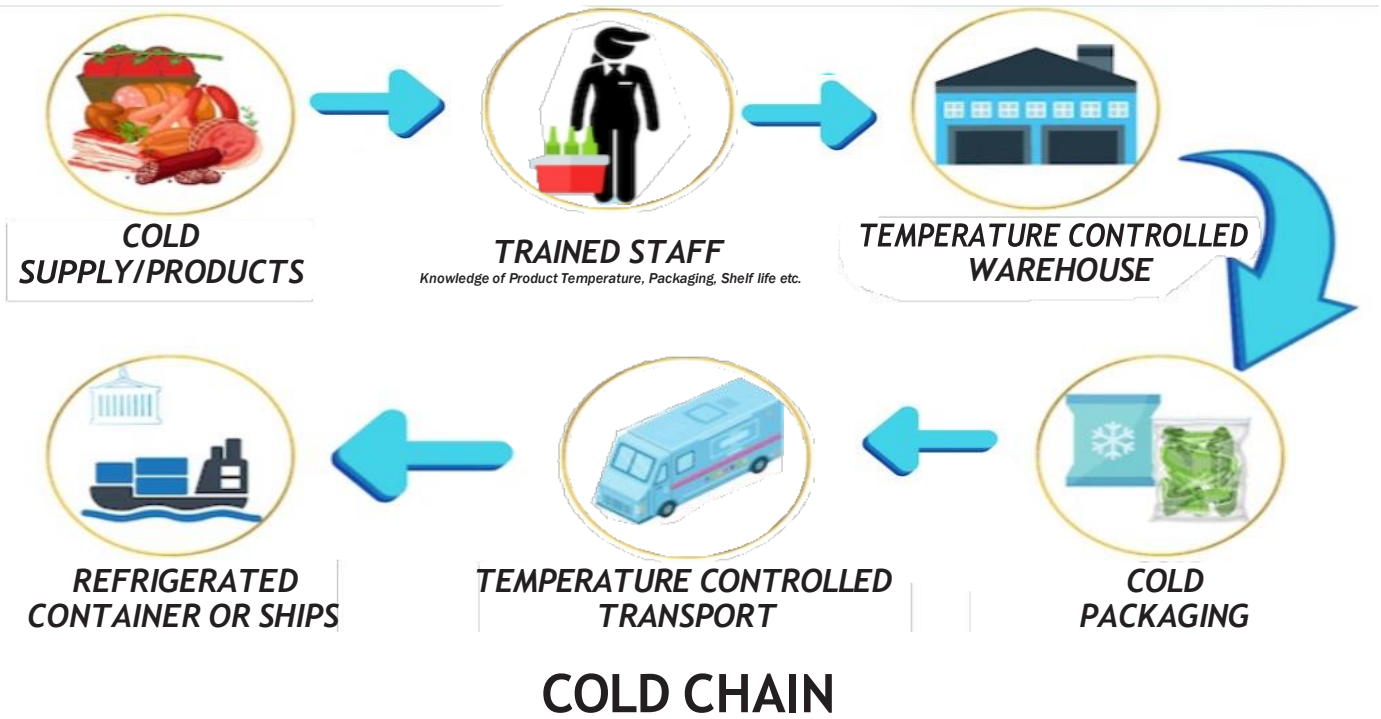 COLD
SUPPLY/PRODUCTS
TRAINED STAFF
Knowledge of Product Temperature, Packaging, Shelf life etc.
TEMPERATURE CONTROLLED
WAREHOUSE
REFRIGERATED
CONTAINER OR SHIPS
TEMPERATURE CONTROLLED
TRANSPORT
COLD
PACKAGING
COLD CHAIN